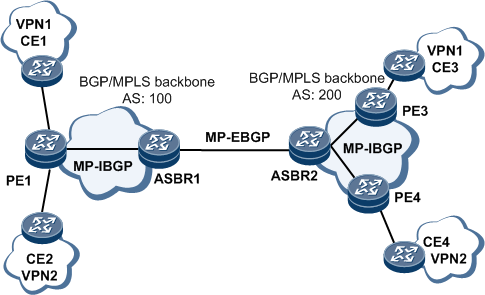 VPN1
CE1
BGP/MPLS backbone
AS: 100
BGP/MPLS backbone
AS: 200
VPN1
CE3
PE3
MP-EBGP
MP-IBGP
MP-IBGP
PE1
ASBR1
ASBR2
PE4
CE2
VPN2
CE4
VPN2